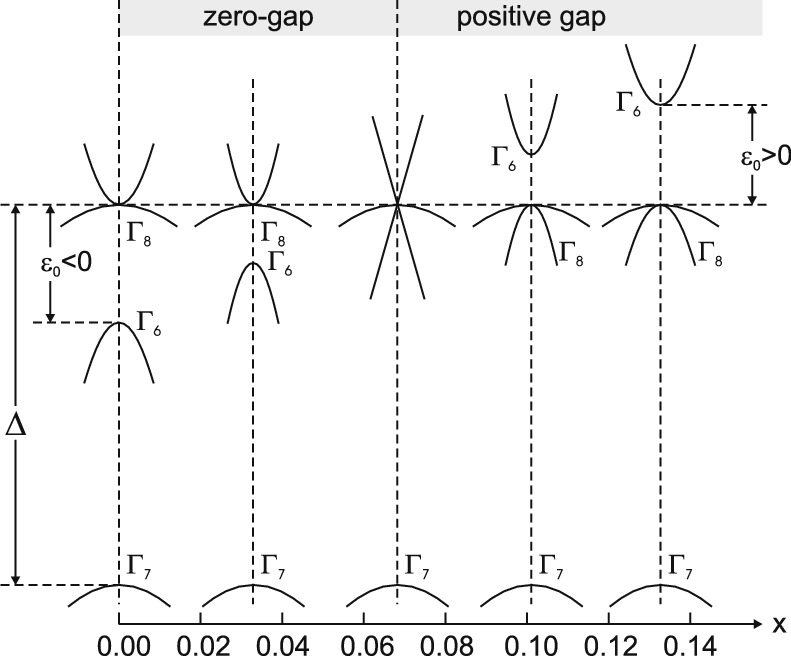 zero-gap positive gap
Γ6
Γ6 ε0>0
Γ8 Γ8 Γ8 Γ8
ε0<0 Γ6
Γ6
Δ
Γ7 Γ7 Γ7 Γ7 Γ7
x
0.00 0.02 0.04 0.06 0.08 0.10 0.12 0.14